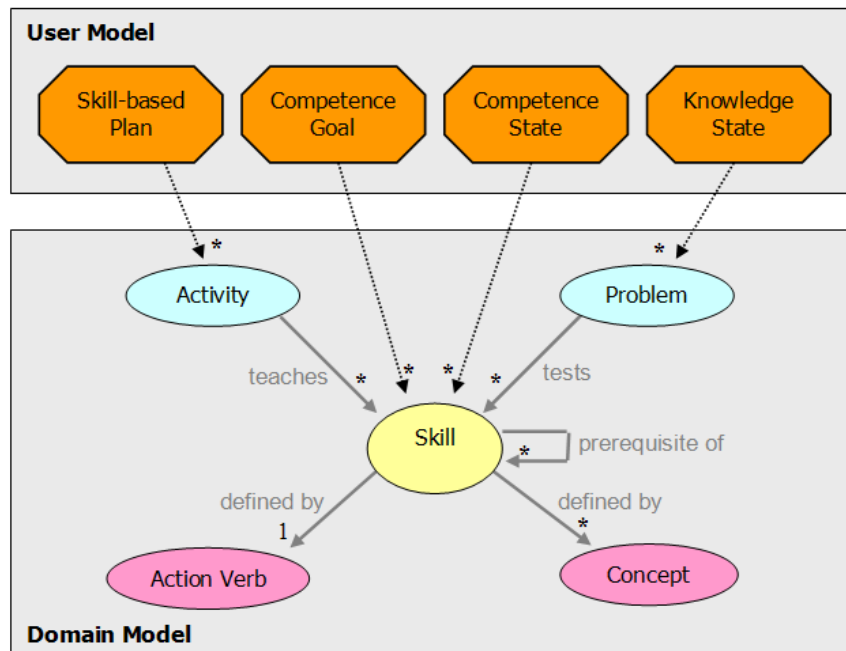 User Model
Skill-based
Plan
Competence
Goal
Competence
State
Knowledge
State
*
*
Activity
Problem
teaches
*
*
*
*
tests
Skill
*
prerequisite of
defined by
defined by
1
*
Action Verb
Concept
Domain Model